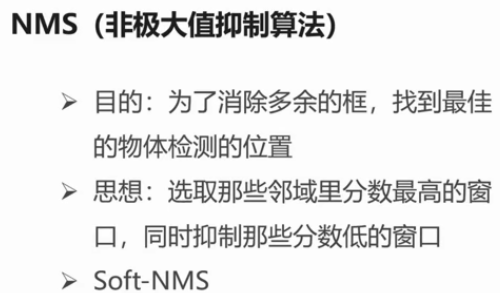 NMS（非极大值抑制算法）
➢ 目的：为了消除多余的框，找到最佳
的物体检测的位置
➢ 思想：选取那些邻域里分数最高的窗
口，同时抑制那些分数低的窗口
➢ Soft-NMS